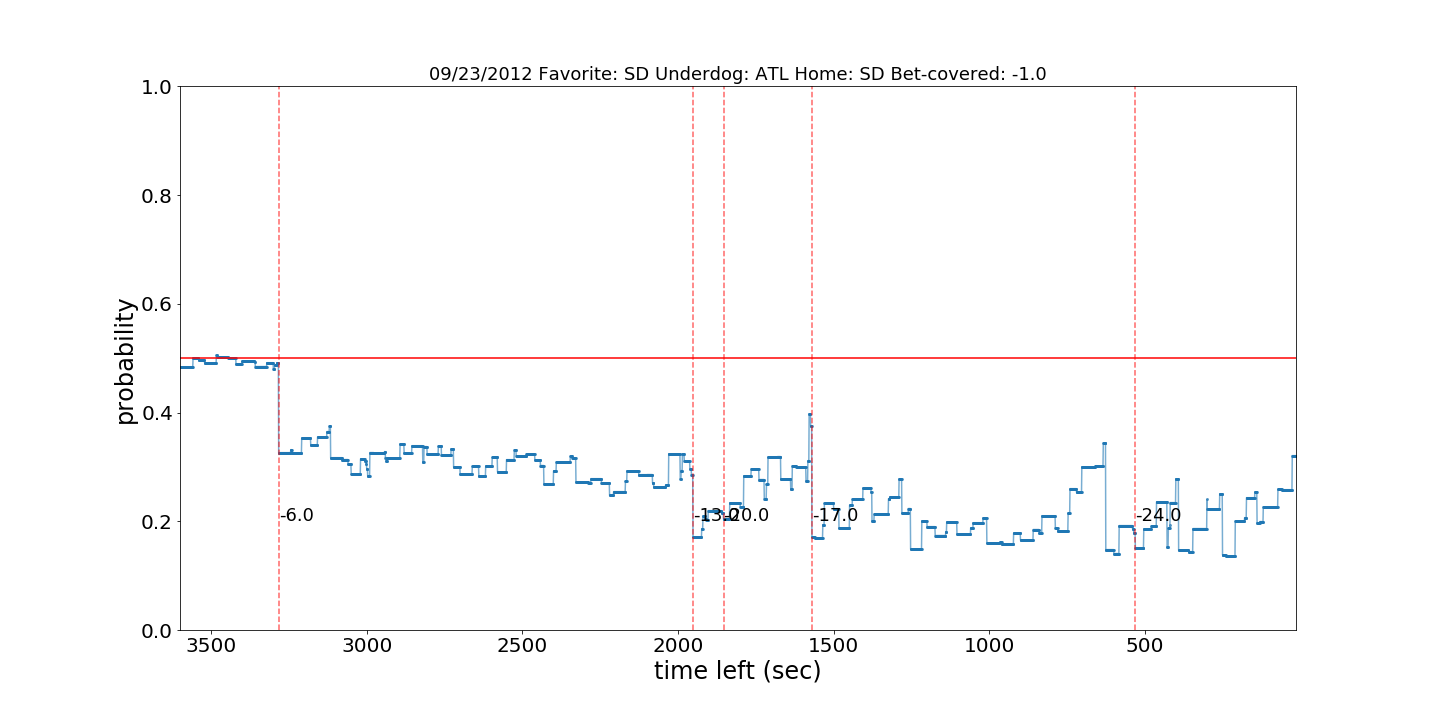 09/23/2012 Favorite: SD Underdog: ATL Home: SD Bet-covered: -1.0
probability
1.0
0.8
0.6
0.4
0.2
0.0
-6.0
-13.0
-20.0
-17.0
-24.0
3500 3000 2500 2000 1500 1000 500
time left (sec)